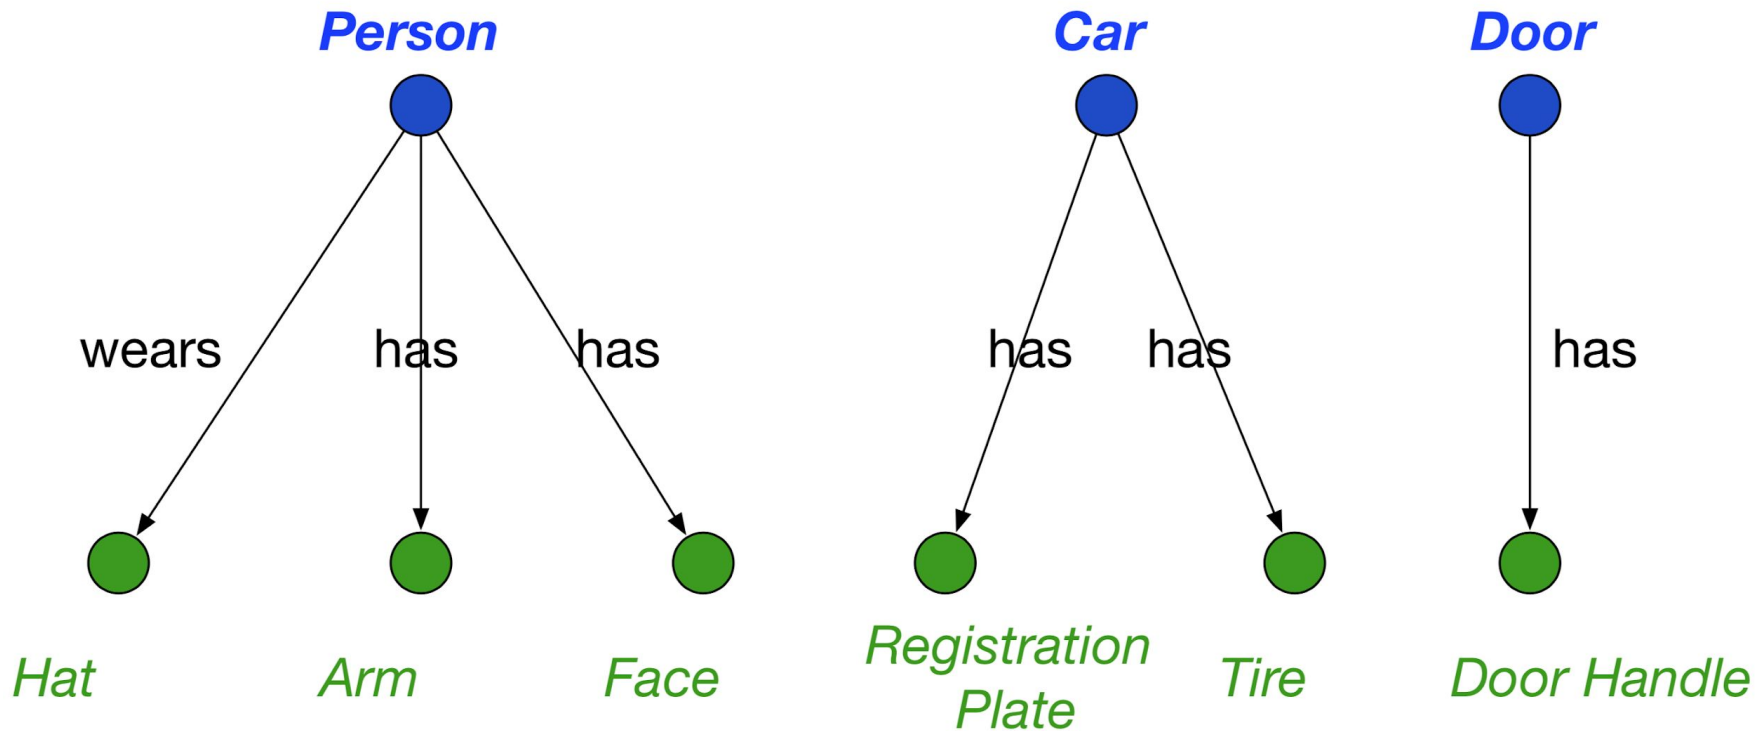 Person Car Door
wears has has has has has
Hat Arm Face Registration Plate Tire Door Handle